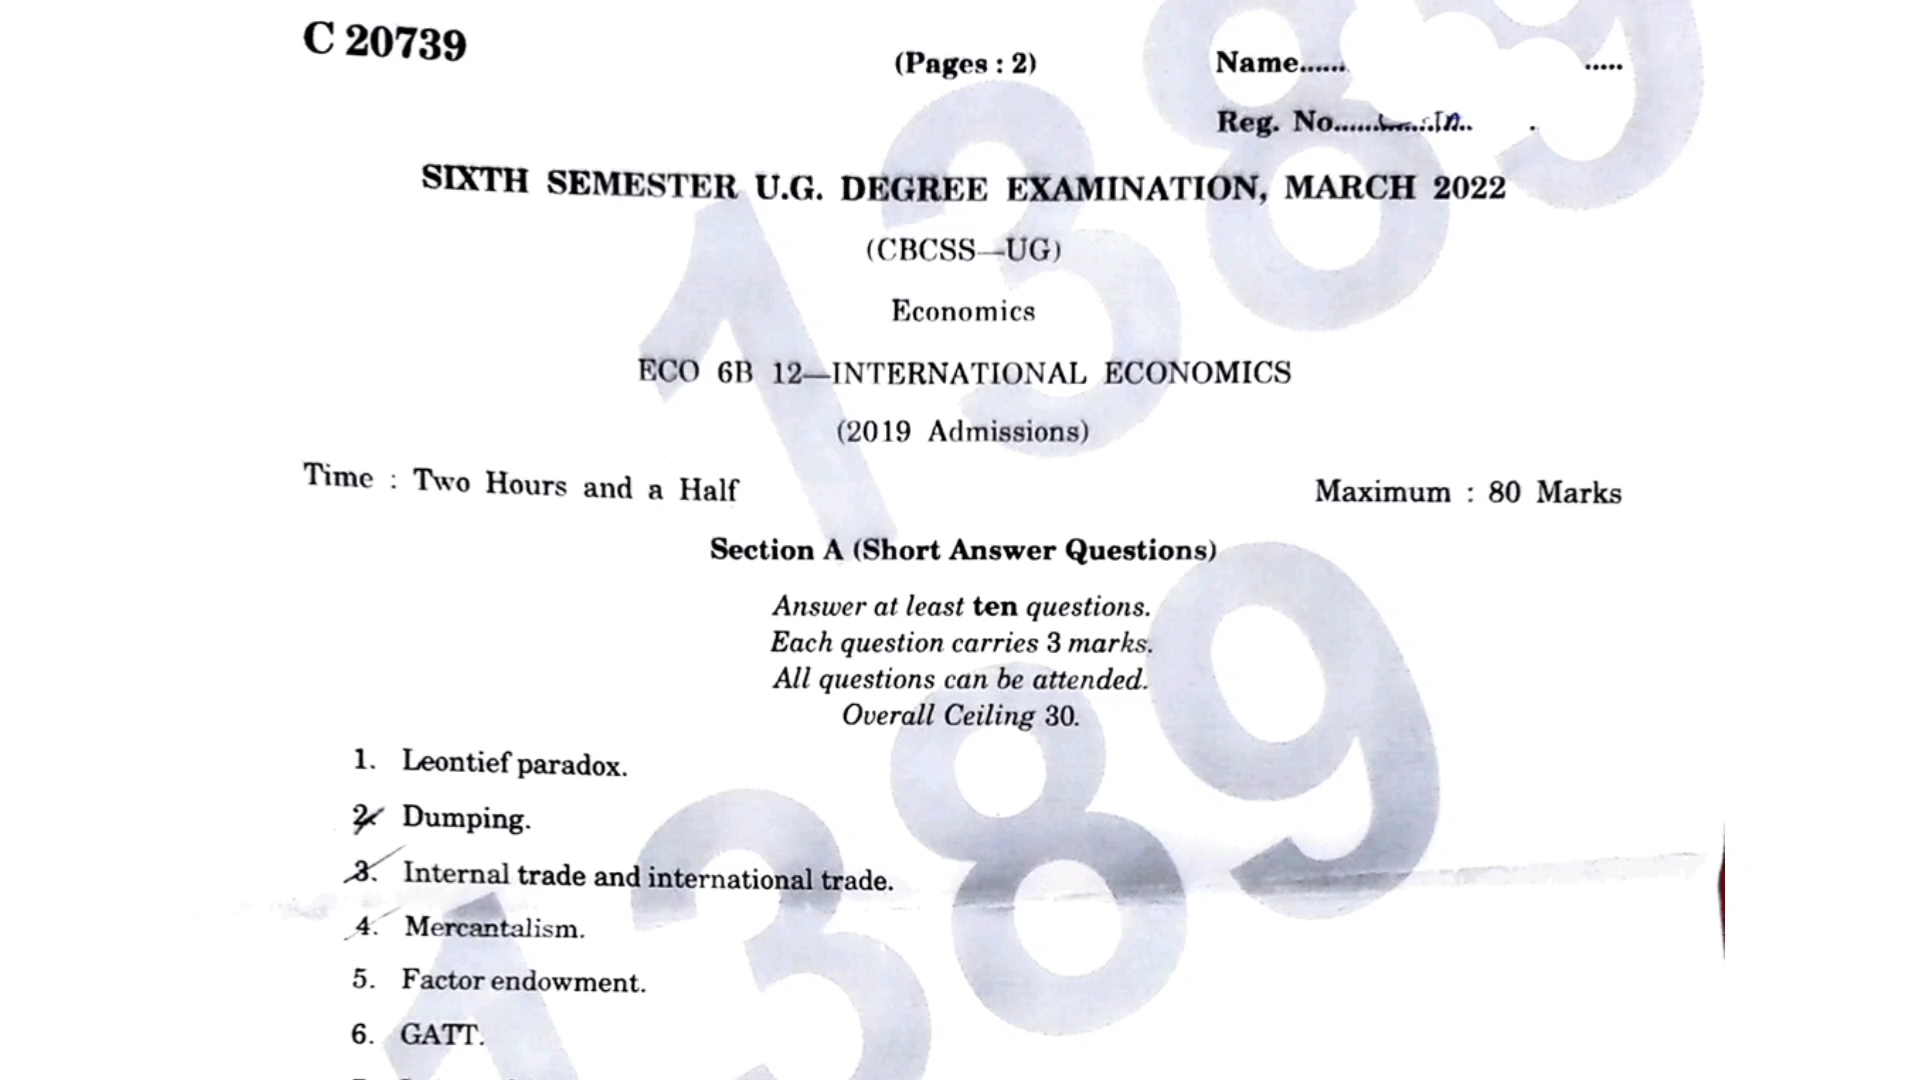 C 20739
(Pages : 2)
Name...... .....
Reg. No...........
SIXTH SEMESTER U.G. DEGREE EXAMINATION, MARCH 2022
(CBCSS—UG)
Economics
ECO 6B 12—INTERNATIONAL ECONOMICS
(2019 Admissions)
Time : Two Hours and a Half
Maximum : 80 Marks
Section A (Short Answer Questions)
Answer at least ten questions.
Each question carries 3 marks.
All questions can be attended.
Overall Ceiling 30.
1. Leontief paradox.
2. Dumping.
3. Internal trade and international trade.
4. Mercantalism.
5. Factor endowment.
6. GATT.
1389
1389